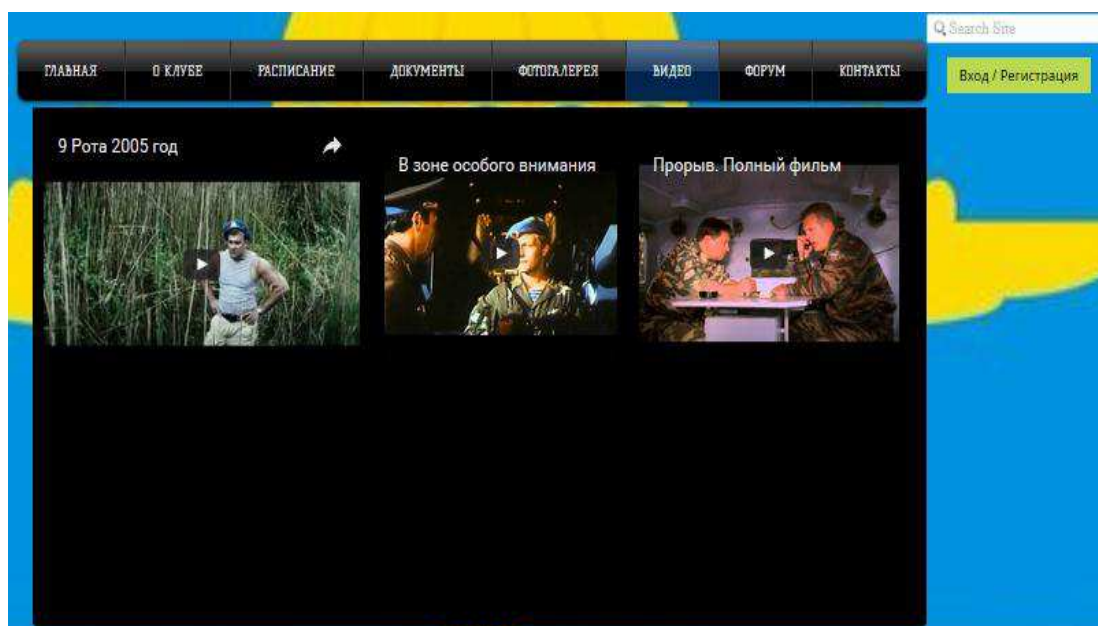 Search Site
ГЛАВНАЯ О КЛУБЕ РАСПИСАНИЕ ДОКУМЕНТЫ ФОТОГАЛЕРЕЯ ВИДЕО ФОРУМ КОНТАКТЫ
Вход / Регистрация
9 Рота 2005 год
В зоне особого внимания
Прорыв. Полный фильм